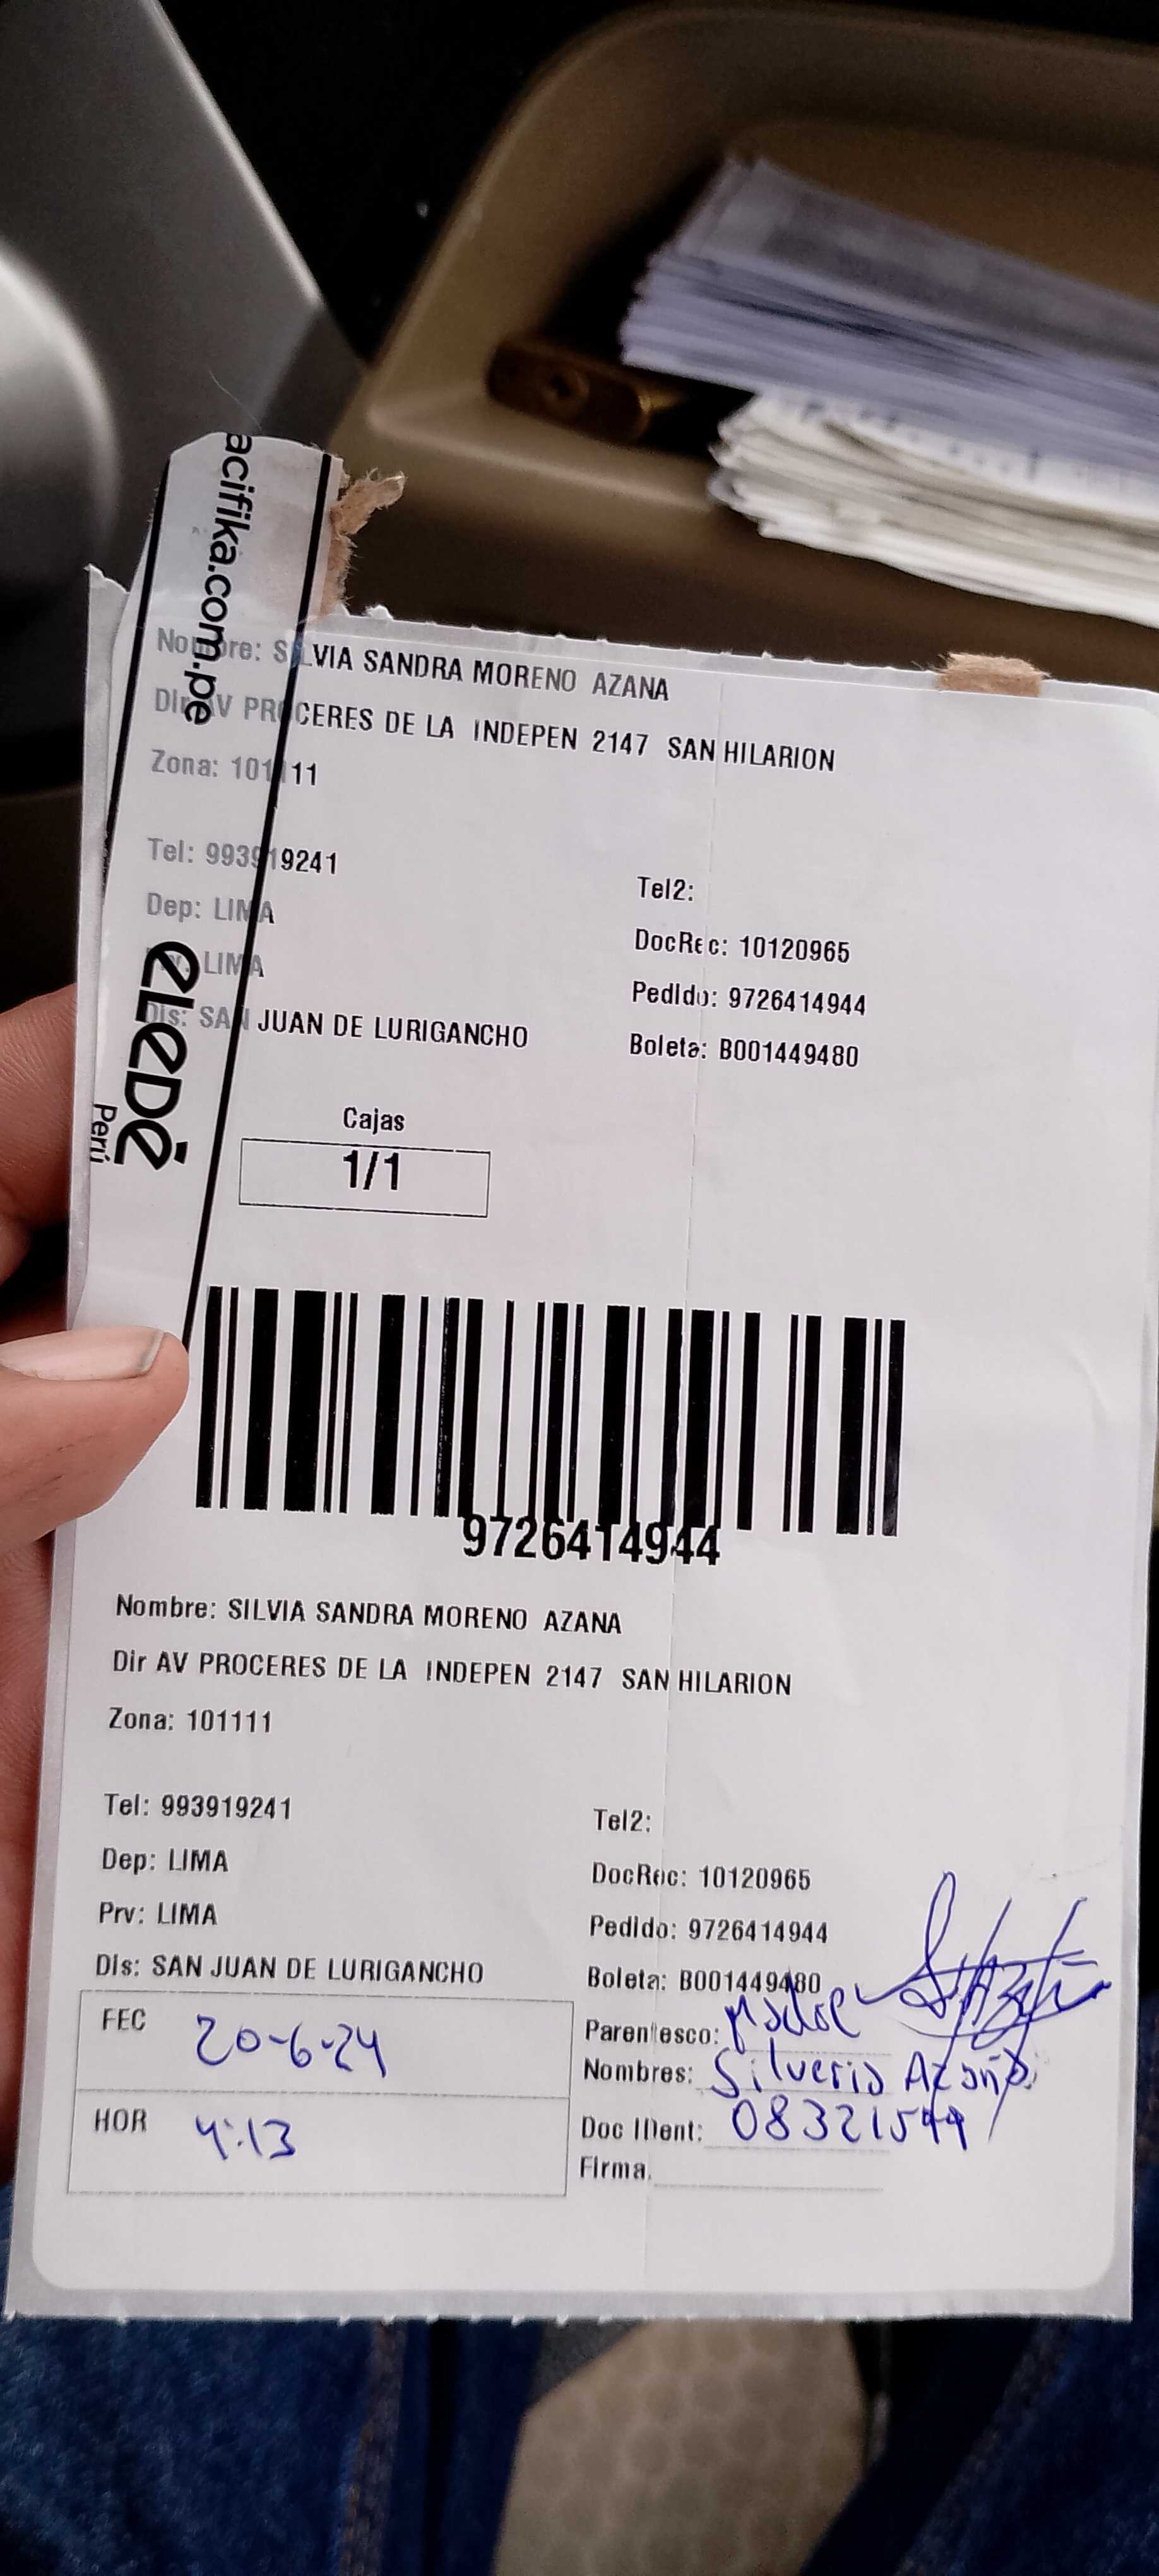 acifika.com.pe
Nombre: SILVIA SANDRA MORENO AZANA
Dir AV PROCERES DE LA INDEPEN 2147 SAN HILARION
Zona: 101111
Tel: 993919241
Tel2:
Dep: LIMA
DocRec: 10120965
LIMA
Pedido: 9726414944
Dis: SAN JUAN DE LURIGANCHO
Boleta: B001449480
eLeDē
Perú
Cajas
1/1
9726414944
Nombre: SILVIA SANDRA MORENO AZANA
Dir AV PROCERES DE LA INDEPEN 2147 SAN HILARION
Zona: 101111
Tel: 993919241
Tel2:
Dep: LIMA
DocRec: 10120965
Prv: LIMA
Pedido: 9726414944
Dis: SAN JUAN DE LURIGANCHO
Boleta: B001449480
FEC 20-6-24
Parentesco:
Nombres: Silverio Azaña
HOR 4:13
Doc IDent: 08321544
Firma.